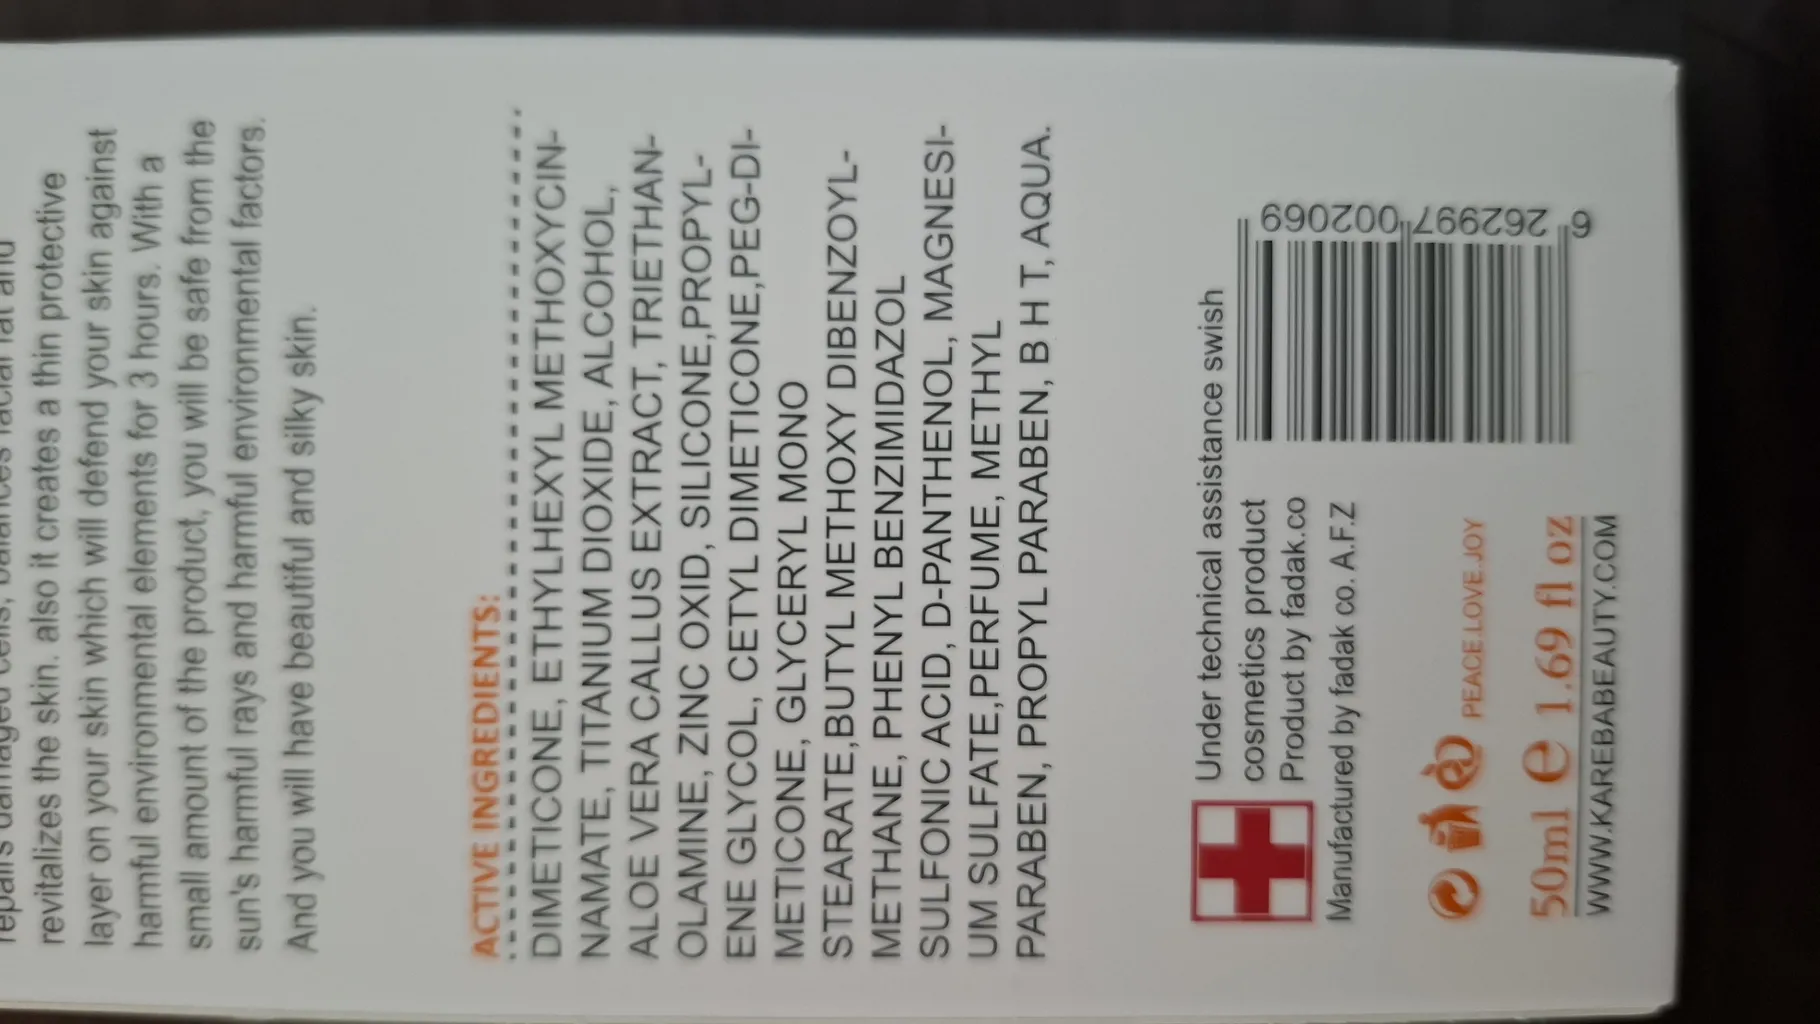 revitalizes the skin. also it creates a thin protective
layer on your skin which will defend your skin against
harmful environmental elements for 3 hours. With a
small amount of the product, you will be safe from the
sun's harmful rays and harmful environmental factors.
And you will have beautiful and silky skin.
ACTIVE INGREDIENTS:
DIMETICONE, ETHYLHEXYL METHOXYCIN-
NAMATE, TITANIUM DIOXIDE, ALCOHOL,
ALOE VERA CALLUS EXTRACT, TRIETHAN-
OLAMINE, ZINC OXID, SILICONE,PROPYL-
ENE GLYCOL, CETYL DIMETICONE,PEG-DI-
METICONE, GLYCERYL MONO
STEARATE,BUTYL METHOXY DIBENZOYL-
METHANE, PHENYL BENZIMIDAZOL
SULFONIC ACID, D-PANTHENOL, MAGNESI-
UM SULFATE,PERFUME, METHYL
PARABEN, PROPYL PARABEN, B H T, AQUA.
Under technical assistance swish
cosmetics product
Product by fadak.co
Manufactured by fadak co. A.F.Z
6 262997 002069
PEACE.LOVE.JOY
50ml e 1.69 fl oz
WWW.KAREBABEAUTY.COM